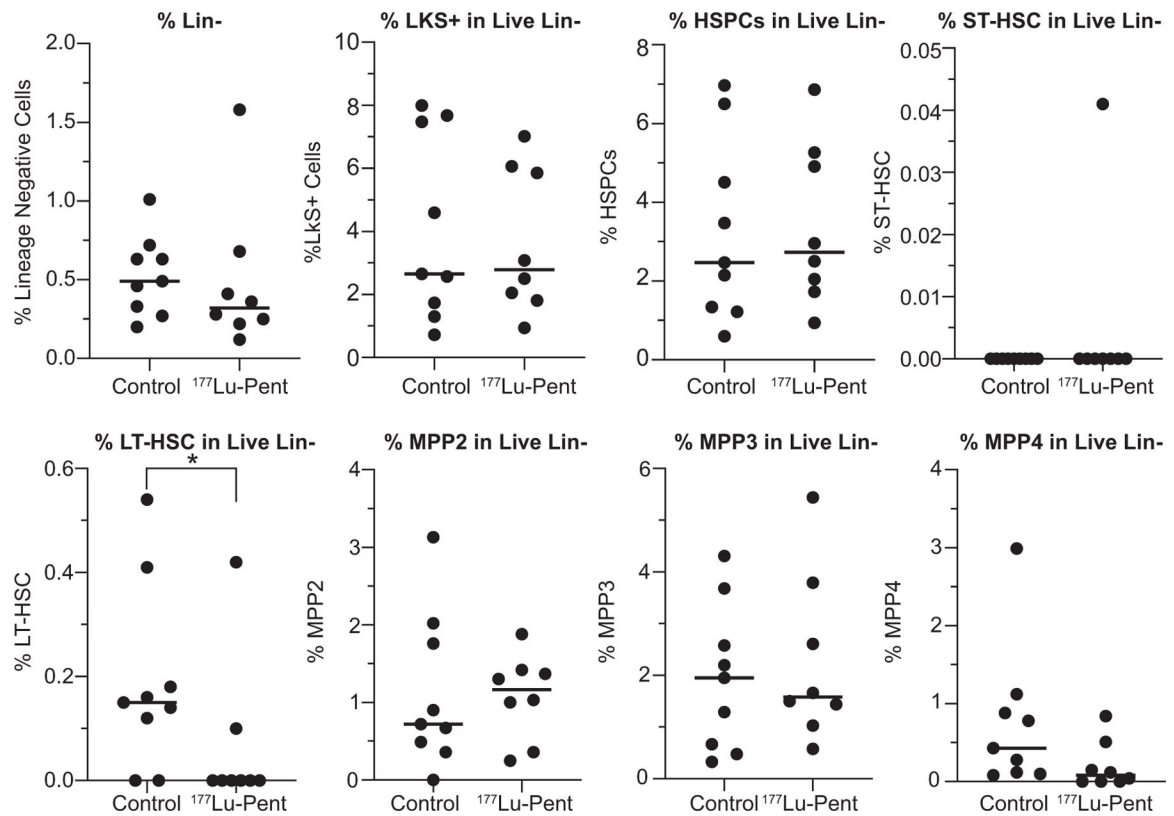 % Lin-
% Lineage Negative Cells
2.0
1.5
1.0
0.5
0.0
Control ¹⁷⁷Lu-Pent
% LKS+ in Live Lin-
%LkS+ Cells
10
8
6
4
2
0
Control ¹⁷⁷Lu-Pent
% HSPCs in Live Lin-
% HSPCs
8
6
4
2
0
Control ¹⁷⁷Lu-Pent
% ST-HSC in Live Lin-
% ST-HSC
0.05
0.04
0.03
0.02
0.01
0.00
Control ¹⁷⁷Lu-Pent
% LT-HSC in Live Lin-
*
% LT-HSC
0.6
0.4
0.2
0.0
Control ¹⁷⁷Lu-Pent
% MPP2 in Live Lin-
% MPP2
4
3
2
1
0
Control ¹⁷⁷Lu-Pent
% MPP3 in Live Lin-
% MPP3
6
4
2
0
Control ¹⁷⁷Lu-Pent
% MPP4 in Live Lin-
% MPP4
4
3
2
1
0
Control ¹⁷⁷Lu-Pent